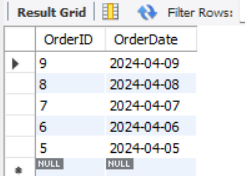 Result Grid Filter Rows:
OrderID OrderDate
9 2024-04-09
8 2024-04-08
7 2024-04-07
6 2024-04-06
5 2024-04-05
NULL NULL